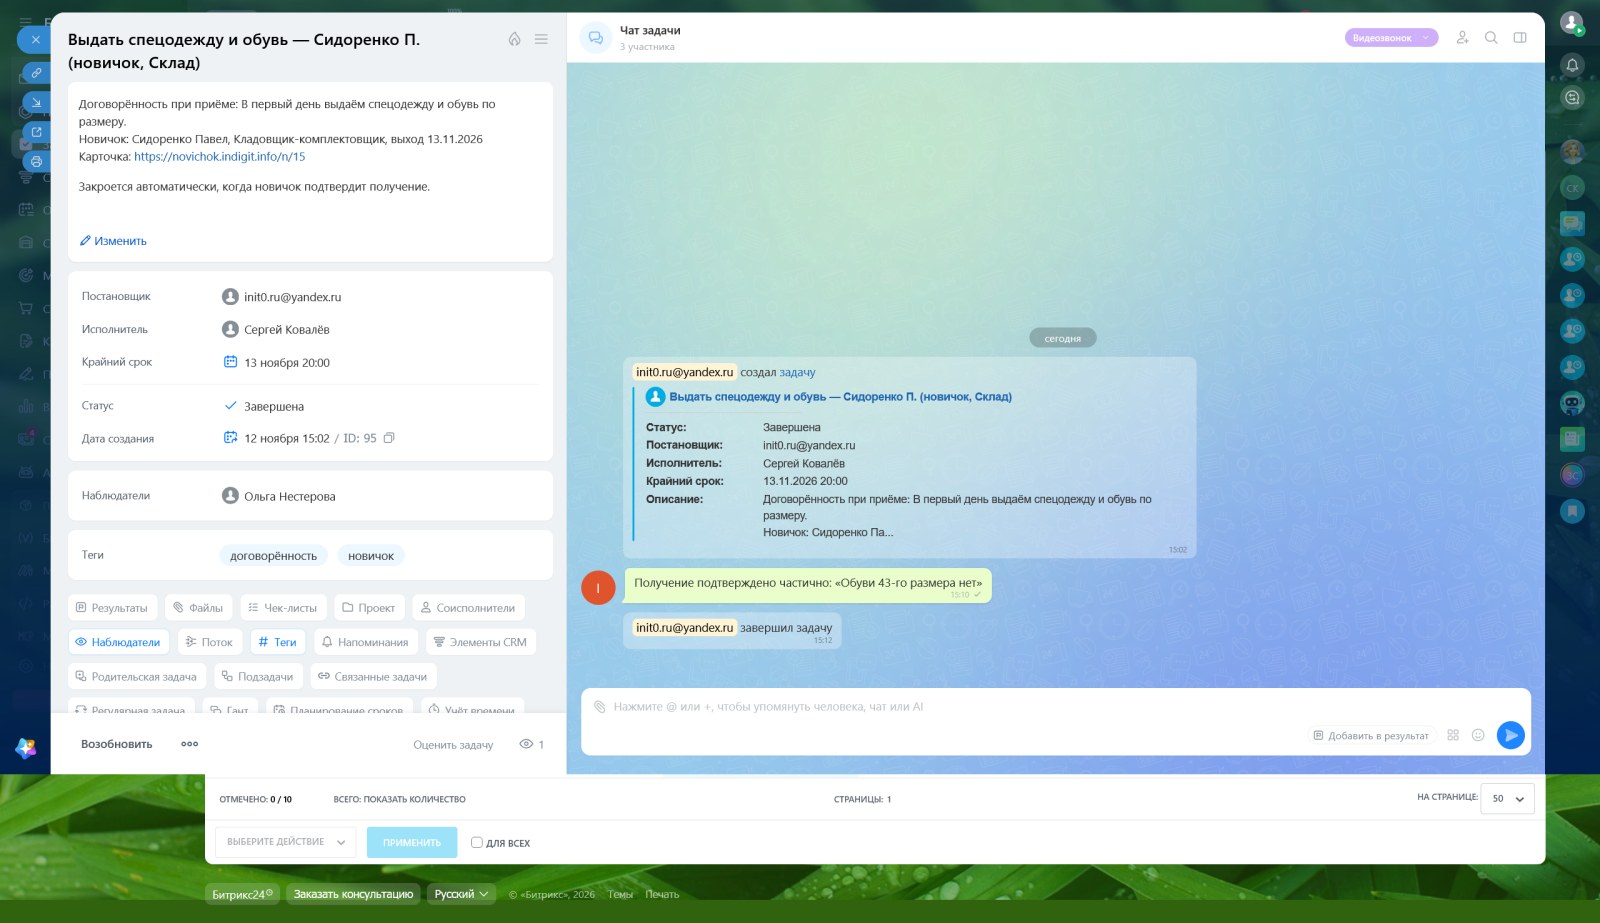 Выдать спецодежду и обувь — Сидоренко П.
(новичок, Склад)
Договорённость при приёме: В первый день выдаём спецодежду и обувь по
размеру.
Новичок: Сидоренко Павел, Кладовщик-комплектовщик, выход 13.11.2026
Карточка: https://novichok.indigit.info/n/15
Закроется автоматически, когда новичок подтвердит получение.
Изменить
Постановщик init0.ru@yandex.ru
Исполнитель Сергей Ковалёв
Крайний срок 13 ноября 20:00
Статус Завершена
Дата создания 12 ноября 15:02 / ID: 95
Наблюдатели Ольга Нестерова
Теги договорённость новичок
Результаты Файлы Чек-листы Проект Соисполнители
Наблюдатели Поток Теги Напоминания Элементы CRM
Родительская задача Подзадачи Связанные задачи
Регулярная задача Гант Планирование сроков Учёт времени
Возобновить Оценить задачу 1
Чат задачи
3 участника
Видеозвонок
сегодня
init0.ru@yandex.ru создал задачу
Выдать спецодежду и обувь — Сидоренко П. (новичок, Склад)
Статус: Завершена
Постановщик: init0.ru@yandex.ru
Исполнитель: Сергей Ковалёв
Крайний срок: 13.11.2026 20:00
Описание: Договорённость при приёме: В первый день выдаём спецодежду и обувь по
размеру.
Новичок: Сидоренко Па...
15:02
I
Получение подтверждено частично: «Обуви 43-го размера нет»
15:10
init0.ru@yandex.ru завершил задачу
15:12
Нажмите @ или +, чтобы упомянуть человека, чат или AI
Добавить в результат
СК
ЗС
4
ОТМЕЧЕНО: 0 / 10 ВСЕГО: ПОКАЗАТЬ КОЛИЧЕСТВО СТРАНИЦЫ: 1 НА СТРАНИЦЕ: 50
ВЫБЕРИТЕ ДЕЙСТВИЕ ПРИМЕНИТЬ ДЛЯ ВСЕХ
Битрикс24 Заказать консультацию Русский © «Битрикс», 2026 Темы Печать